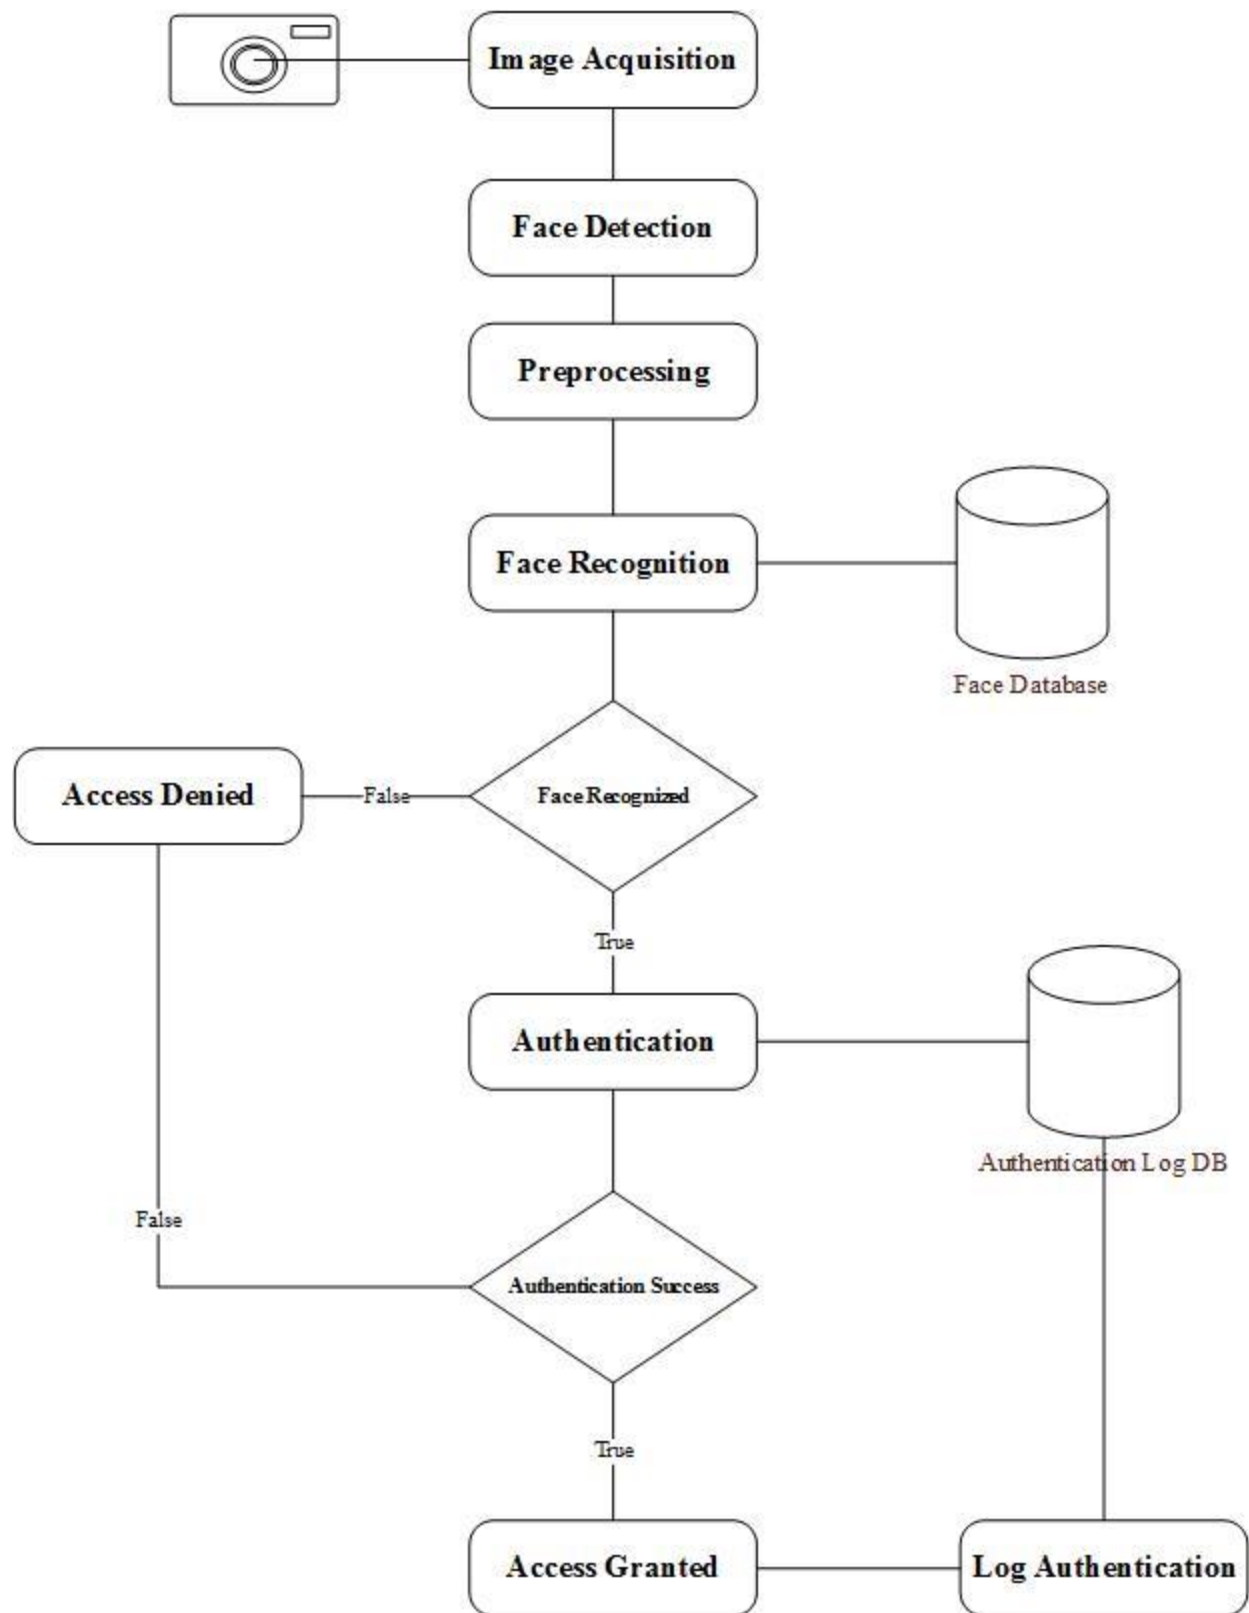 Image Acquisition
Face Detection
Preprocessing
Face Recognition
Face Database
Access Denied
False
Face Recognized
True
Authentication
Authentication Log DB
False
Authentication Success
True
Access Granted
Log Authentication